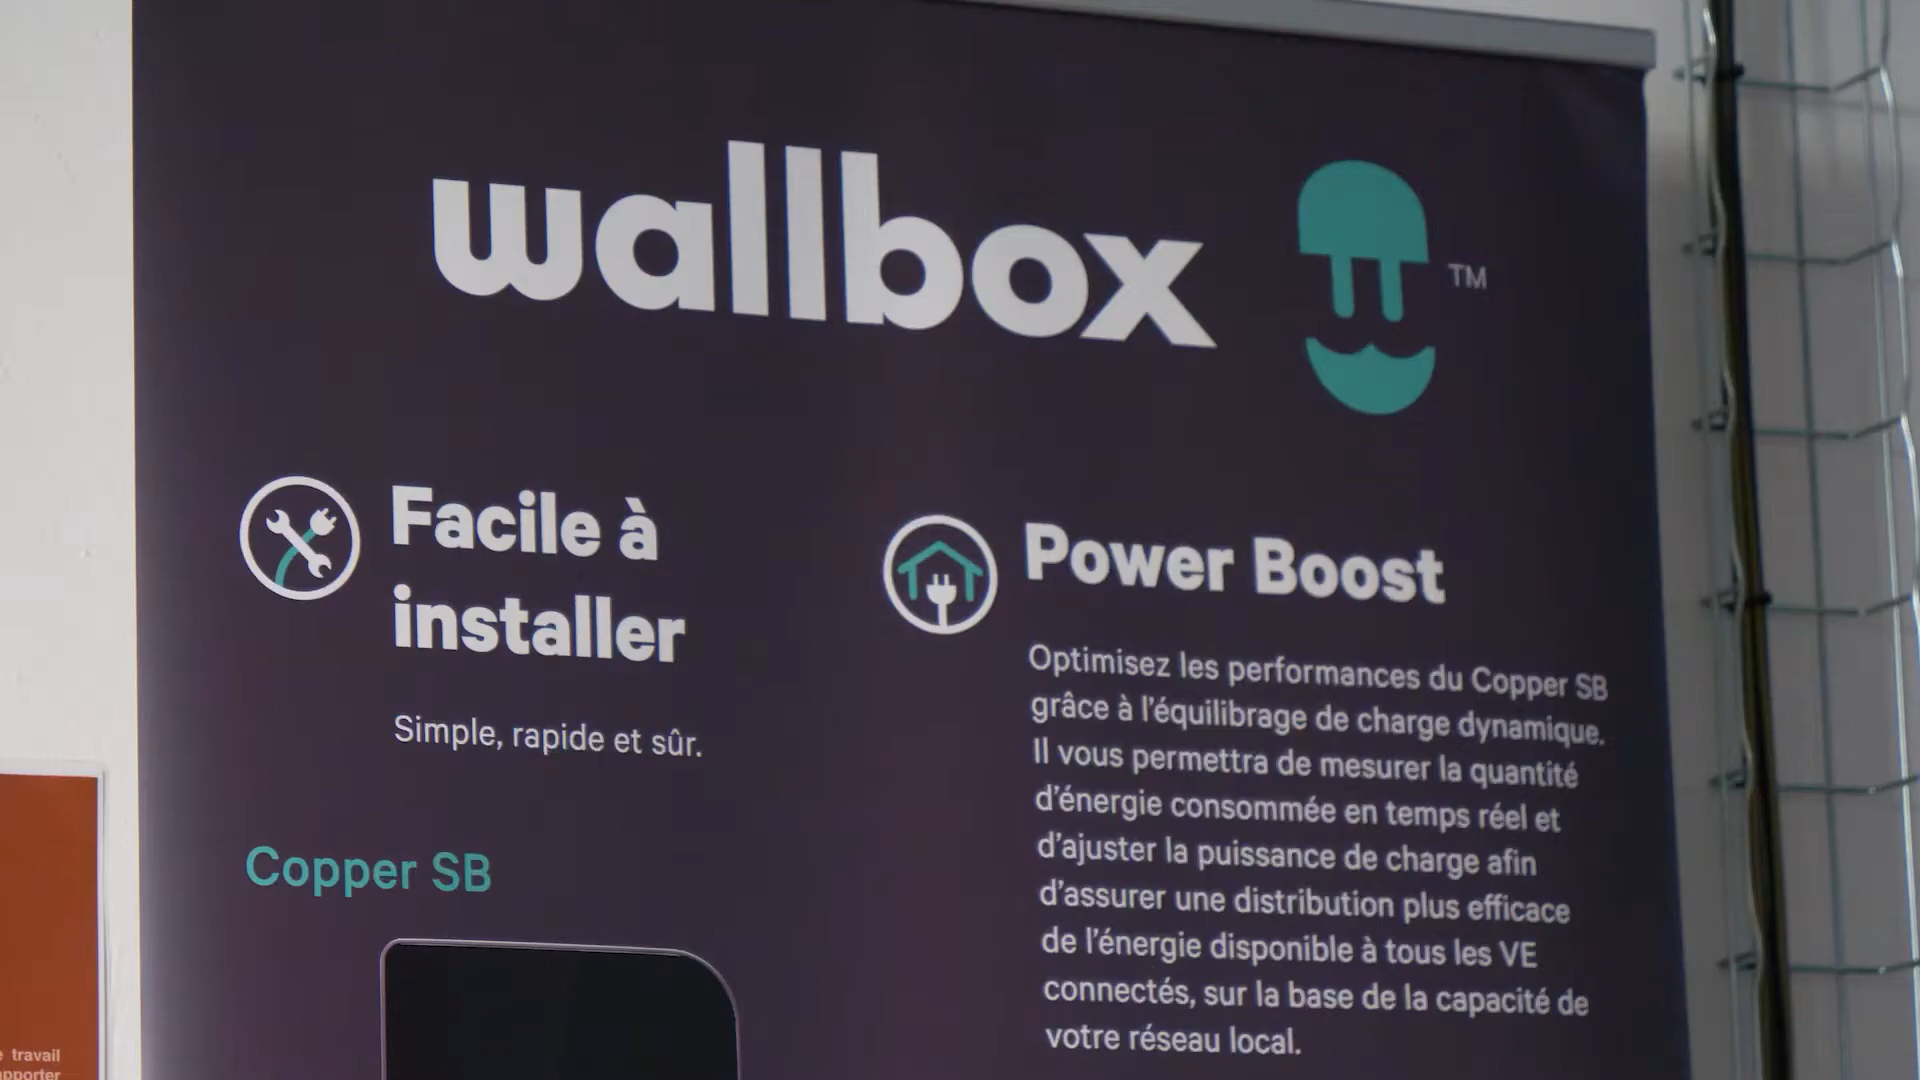 wallbox
TM
Facile à
installer
Simple, rapide et sûr.
Copper SB
Power Boost
Optimisez les performances du Copper SB
grâce à l'équilibrage de charge dynamique.
Il vous permettra de mesurer la quantité
d'énergie consommée en temps réel et
d'ajuster la puissance de charge afin
d'assurer une distribution plus efficace
de l'énergie disponible à tous les VE
connectés, sur la base de la capacité de
votre réseau local.
travail